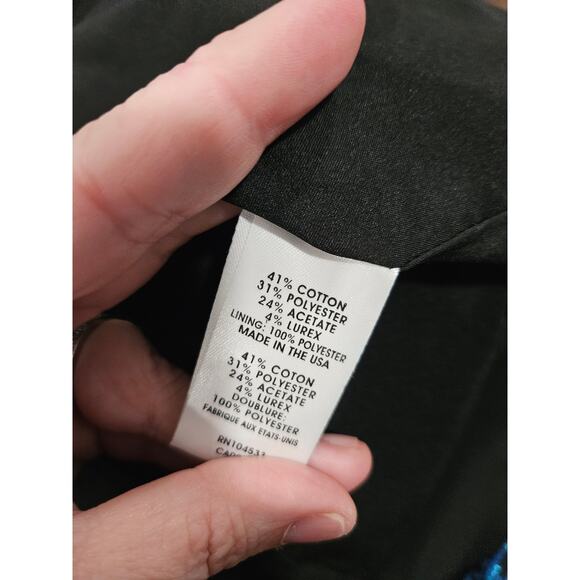 41% COTTON
31% POLYESTER
24% ACETATE
4% LUREX
LINING: 100% POLYESTER
MADE IN THE USA
41% COTON
31% POLYESTER
24% ACETATE
4% LUREX
DOUBLURE:
100% POLYESTER
FABRIQUE AUX ETATS-UNIS